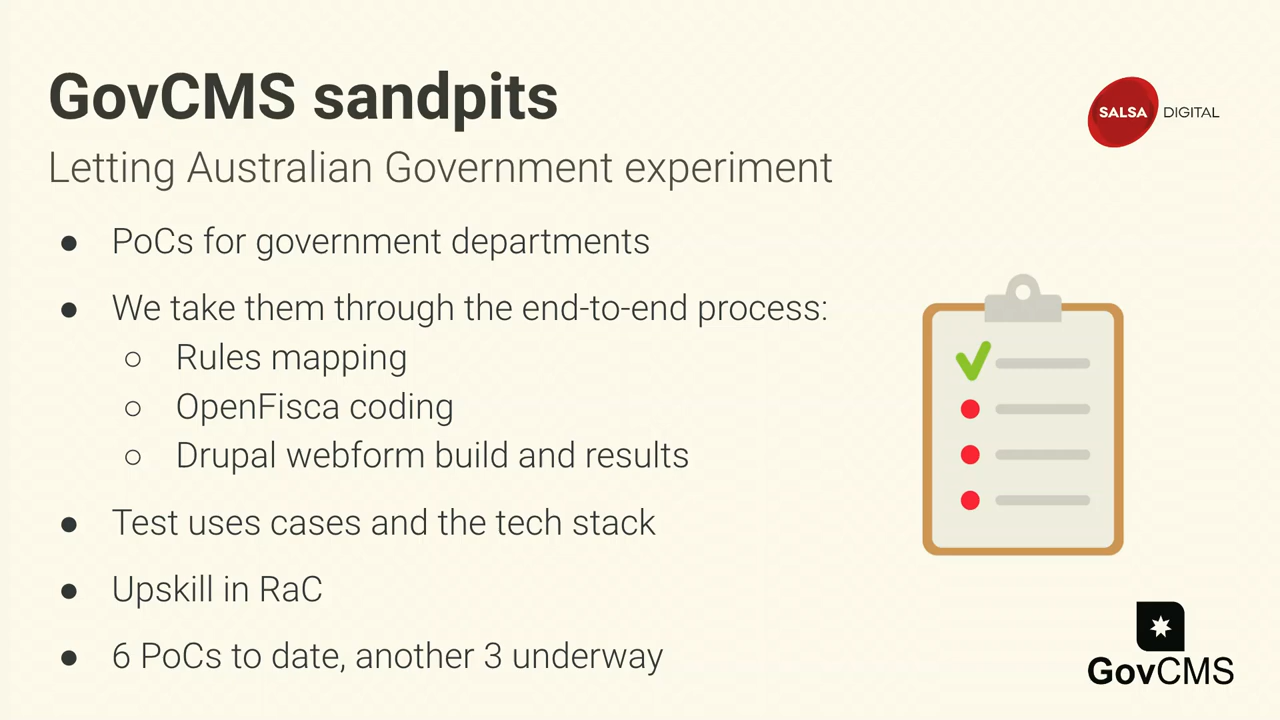 GovCMS sandpits
SALSA DIGITAL
Letting Australian Government experiment
● PoCs for government departments
● We take them through the end-to-end process:
○ Rules mapping
○ OpenFisca coding
○ Drupal webform build and results
● Test uses cases and the tech stack
● Upskill in RaC
● 6 PoCs to date, another 3 underway
GovCMS